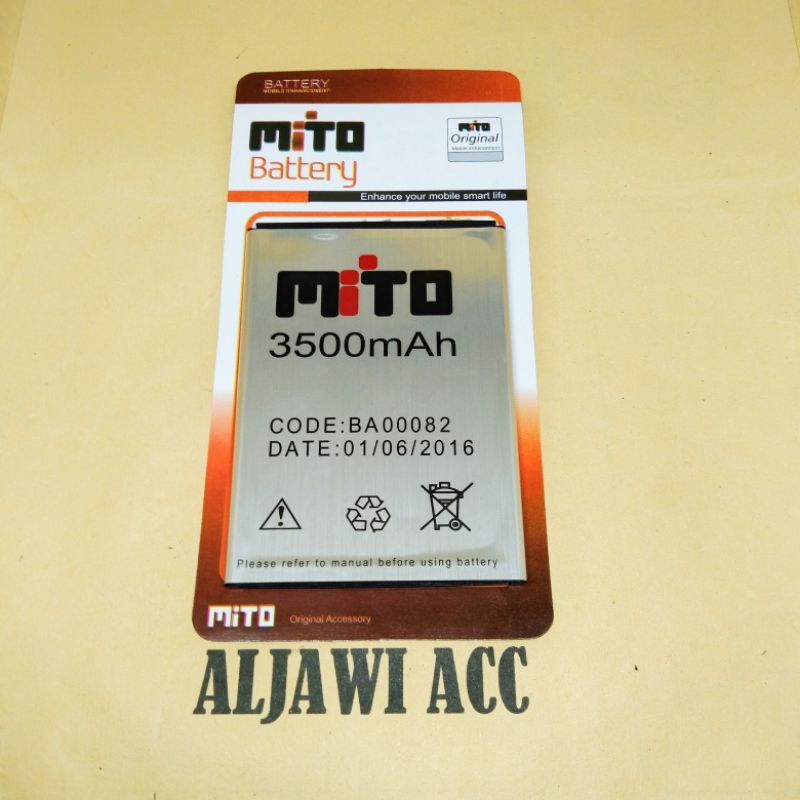 BATTERY
MOBILE ENHANCEMENT
MiTO
Battery
MiTO
Original
Mobile Enhancement
Enhance your mobile smart life
MiTO
3500mAh
CODE:BA00082
DATE:01/06/2016
Please refer to manual before using battery
MiTO Original Accessory
ALJAWI ACC